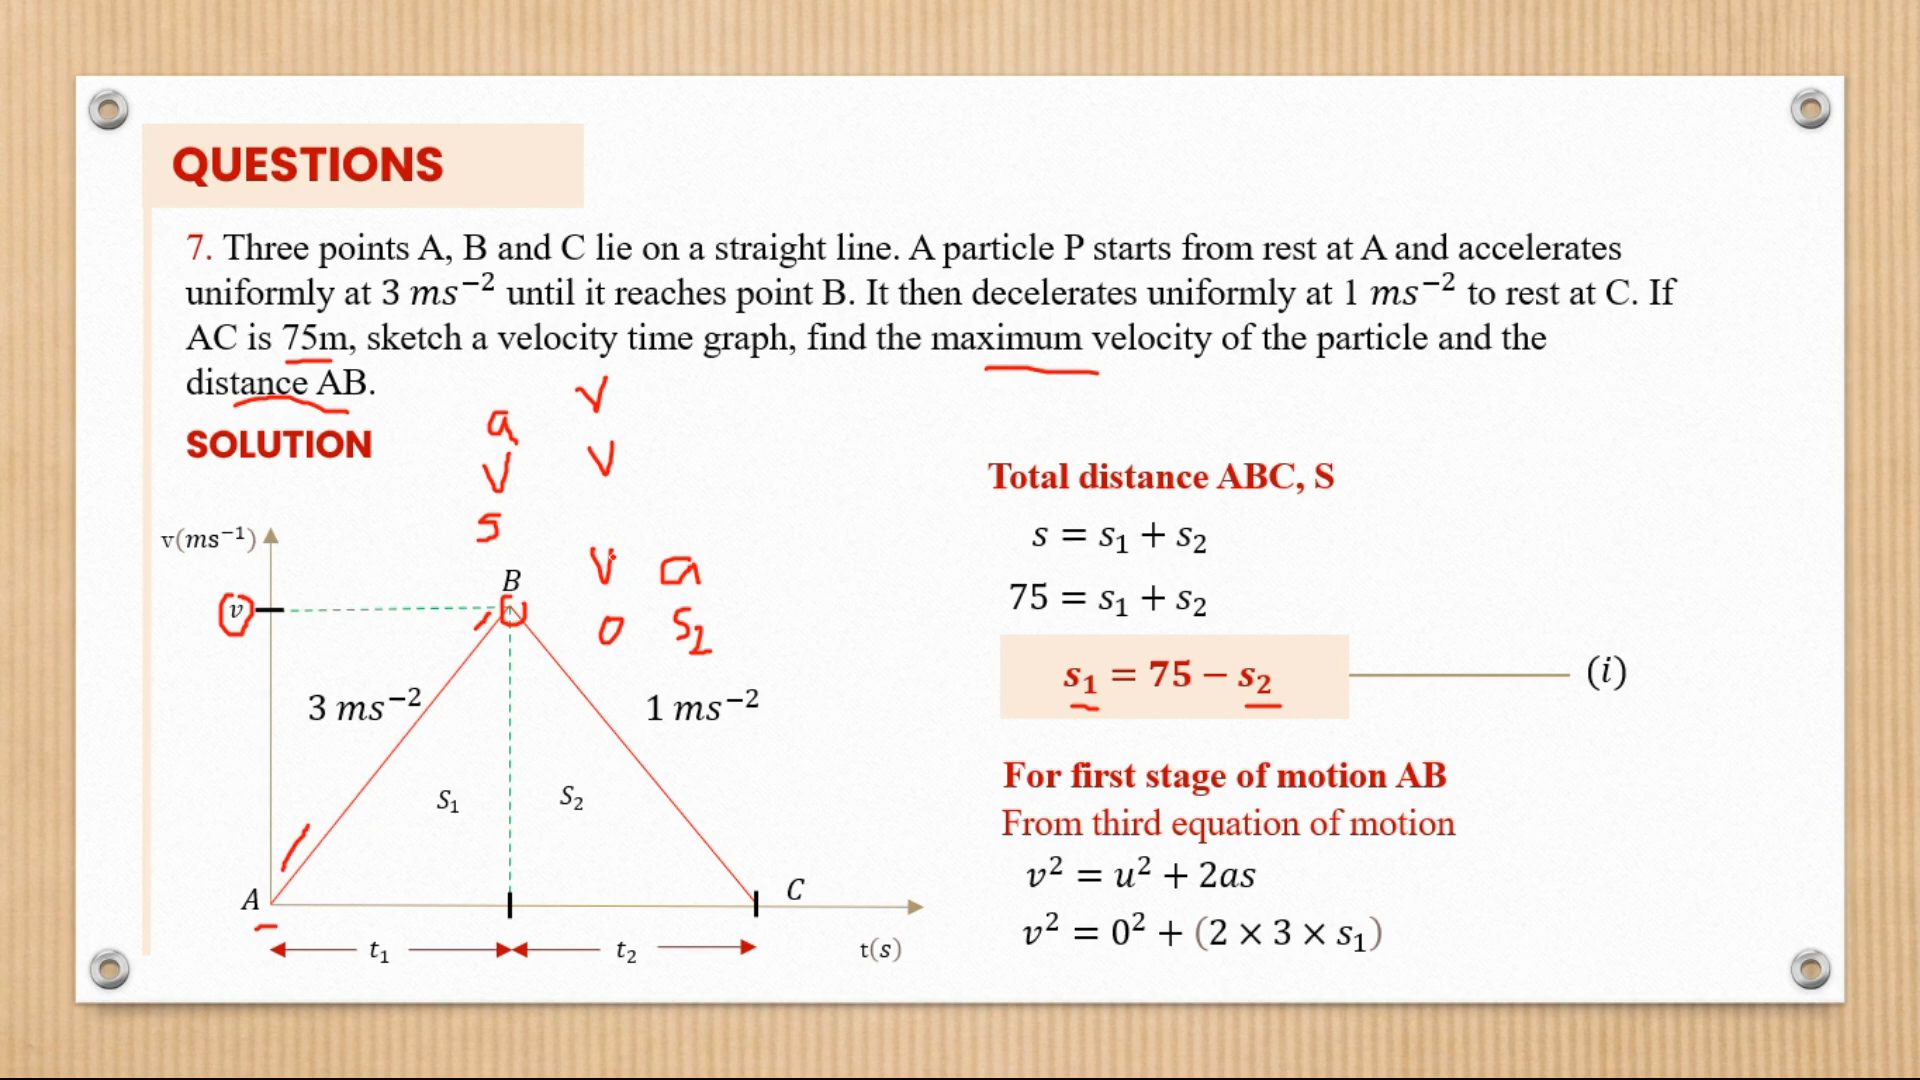 QUESTIONS
7. Three points A, B and C lie on a straight line. A particle P starts from rest at A and accelerates
uniformly at 3 ms⁻² until it reaches point B. It then decelerates uniformly at 1 ms⁻² to rest at C. If
AC is 75m, sketch a velocity time graph, find the maximum velocity of the particle and the
distance AB.
SOLUTION
a
v
s
v
v
v a
0 s₂
v(ms⁻¹)
B
v
3 ms⁻²
1 ms⁻²
S₁
S₂
A
C
t₁
t₂
t(s)
Total distance ABC, S
s = s₁ + s₂
75 = s₁ + s₂
s₁ = 75 − s₂
(i)
For first stage of motion AB
From third equation of motion
v² = u² + 2as
v² = 0² + (2 × 3 × s₁)